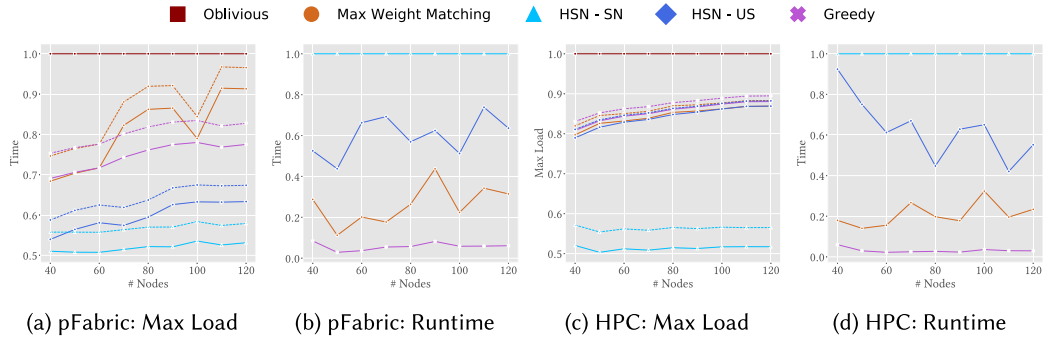 Oblivious Max Weight Matching HSN - SN HSN - US Greedy
1.0 0.9 0.8 0.7 0.6 0.5
Time
40 60 80 100 120
# Nodes
(a) pFabric: Max Load
1.0 0.8 0.6 0.4 0.2 0.0
Time
40 60 80 100 120
# Nodes
(b) pFabric: Runtime
1.0 0.9 0.8 0.7 0.6 0.5
Max Load
40 60 80 100 120
# Nodes
(c) HPC: Max Load
1.0 0.8 0.6 0.4 0.2 0.0
Time
40 60 80 100 120
# Nodes
(d) HPC: Runtime